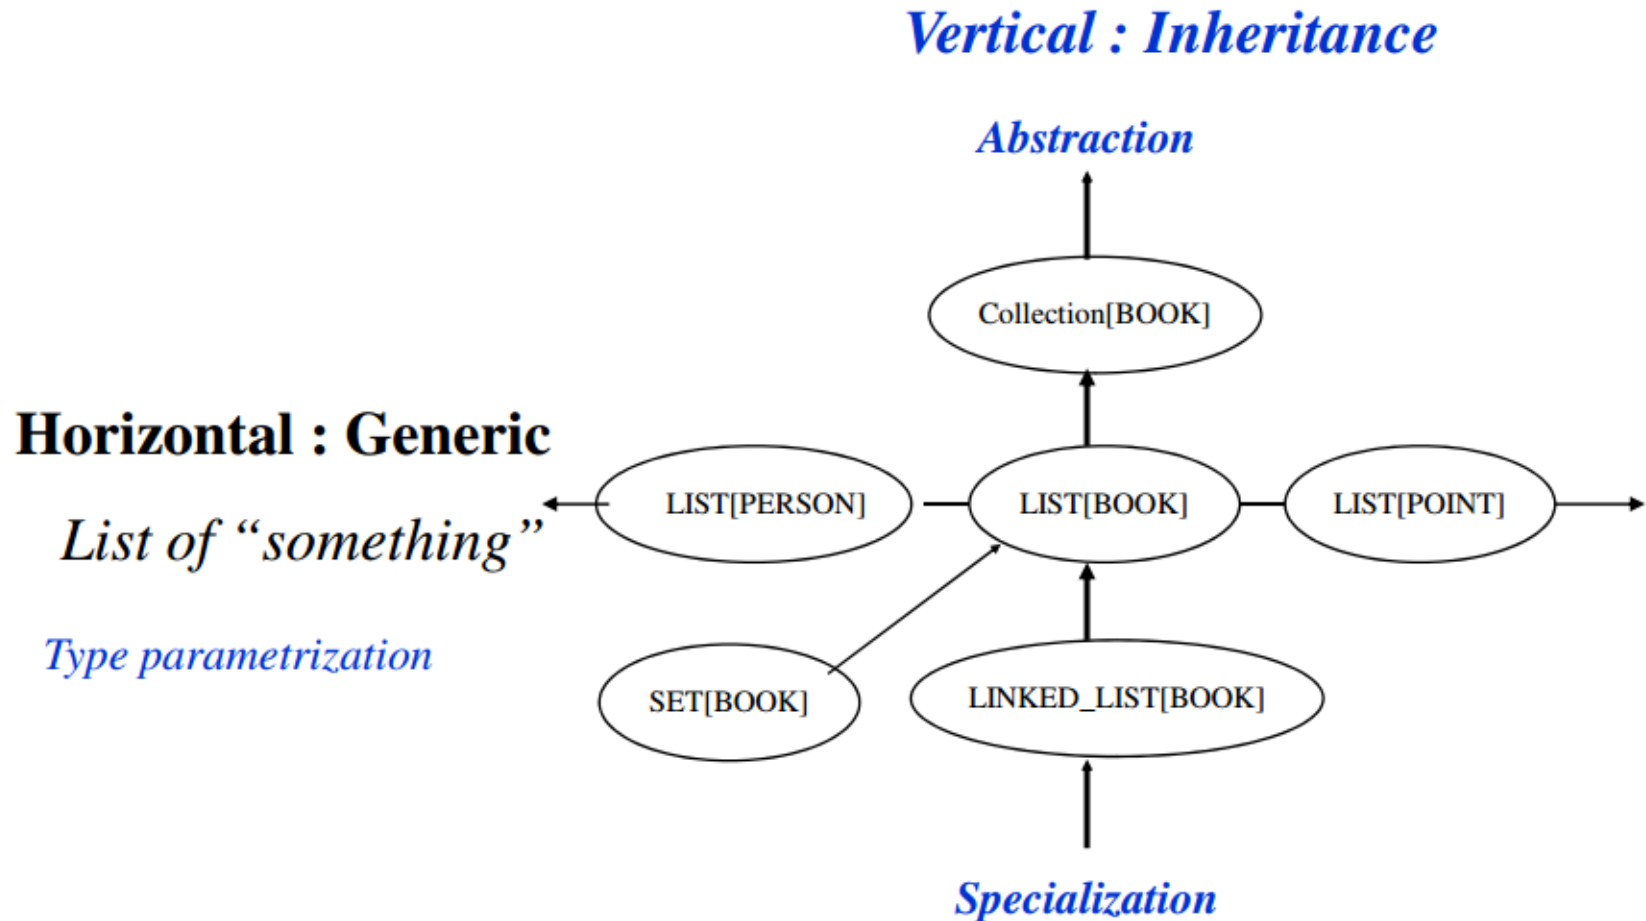 Vertical : Inheritance
Abstraction
Collection[BOOK]
Horizontal : Generic
LIST[PERSON]
LIST[BOOK]
LIST[POINT]
List of “something”
Type parametrization
SET[BOOK]
LINKED_LIST[BOOK]
Specialization